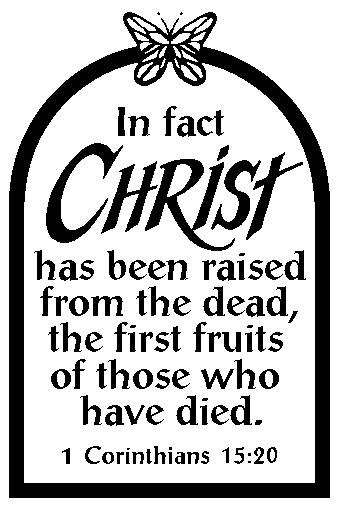 In fact
CHRiST
has been raised
from the dead,
the first fruits
of those who
have died.
1 Corinthians 15:20